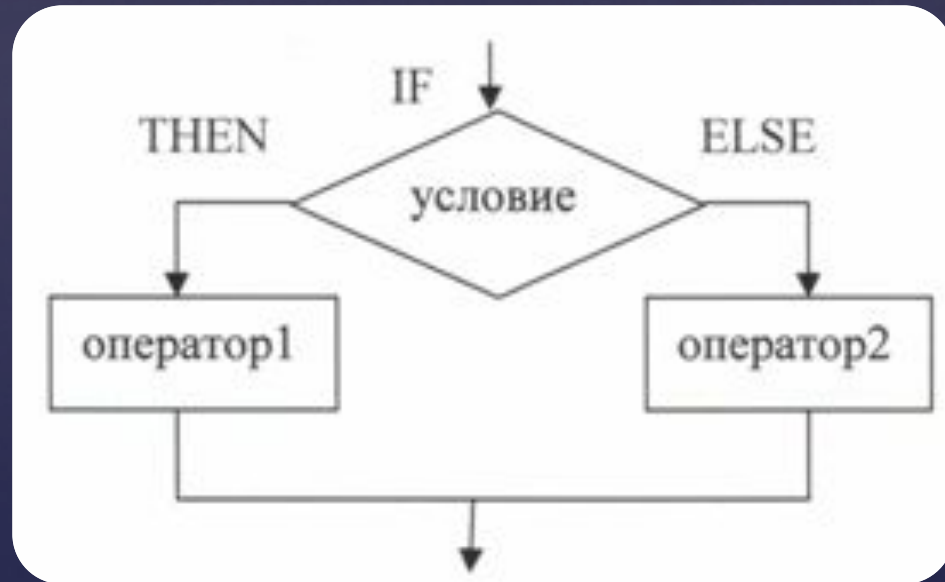 IF
THEN
ELSE
условие
оператор1
оператор2